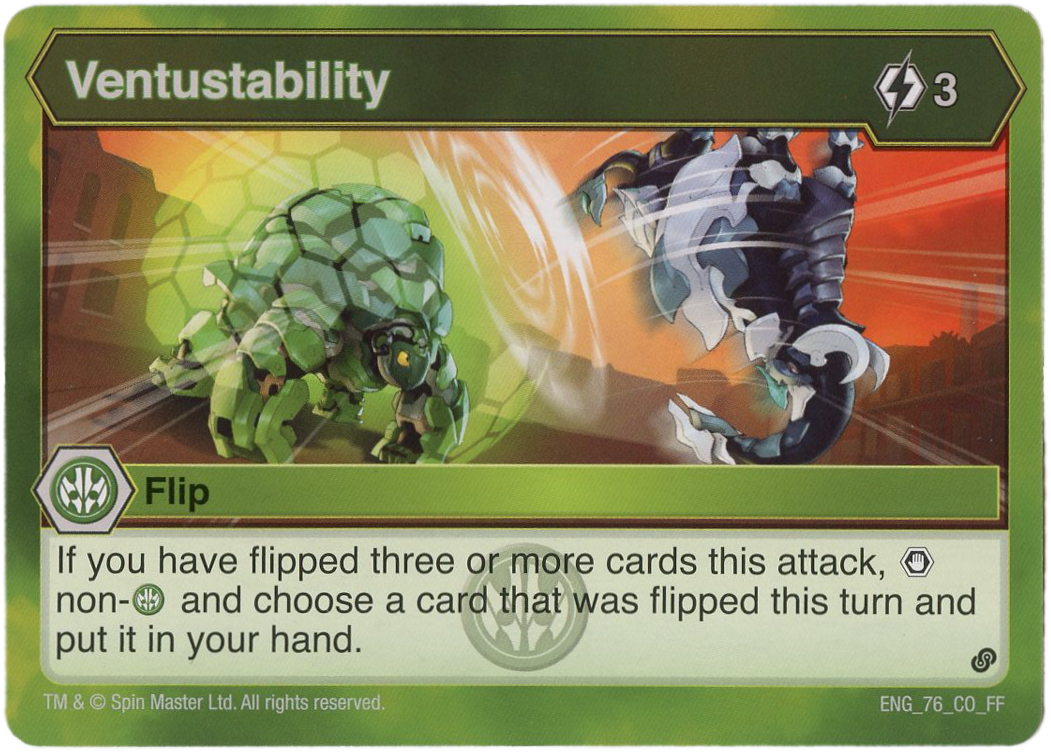 Ventustability
3
Flip
If you have flipped three or more cards this attack,
non- and choose a card that was flipped this turn and
put it in your hand.
TM & © Spin Master Ltd. All rights reserved.
ENG_76_CO_FF